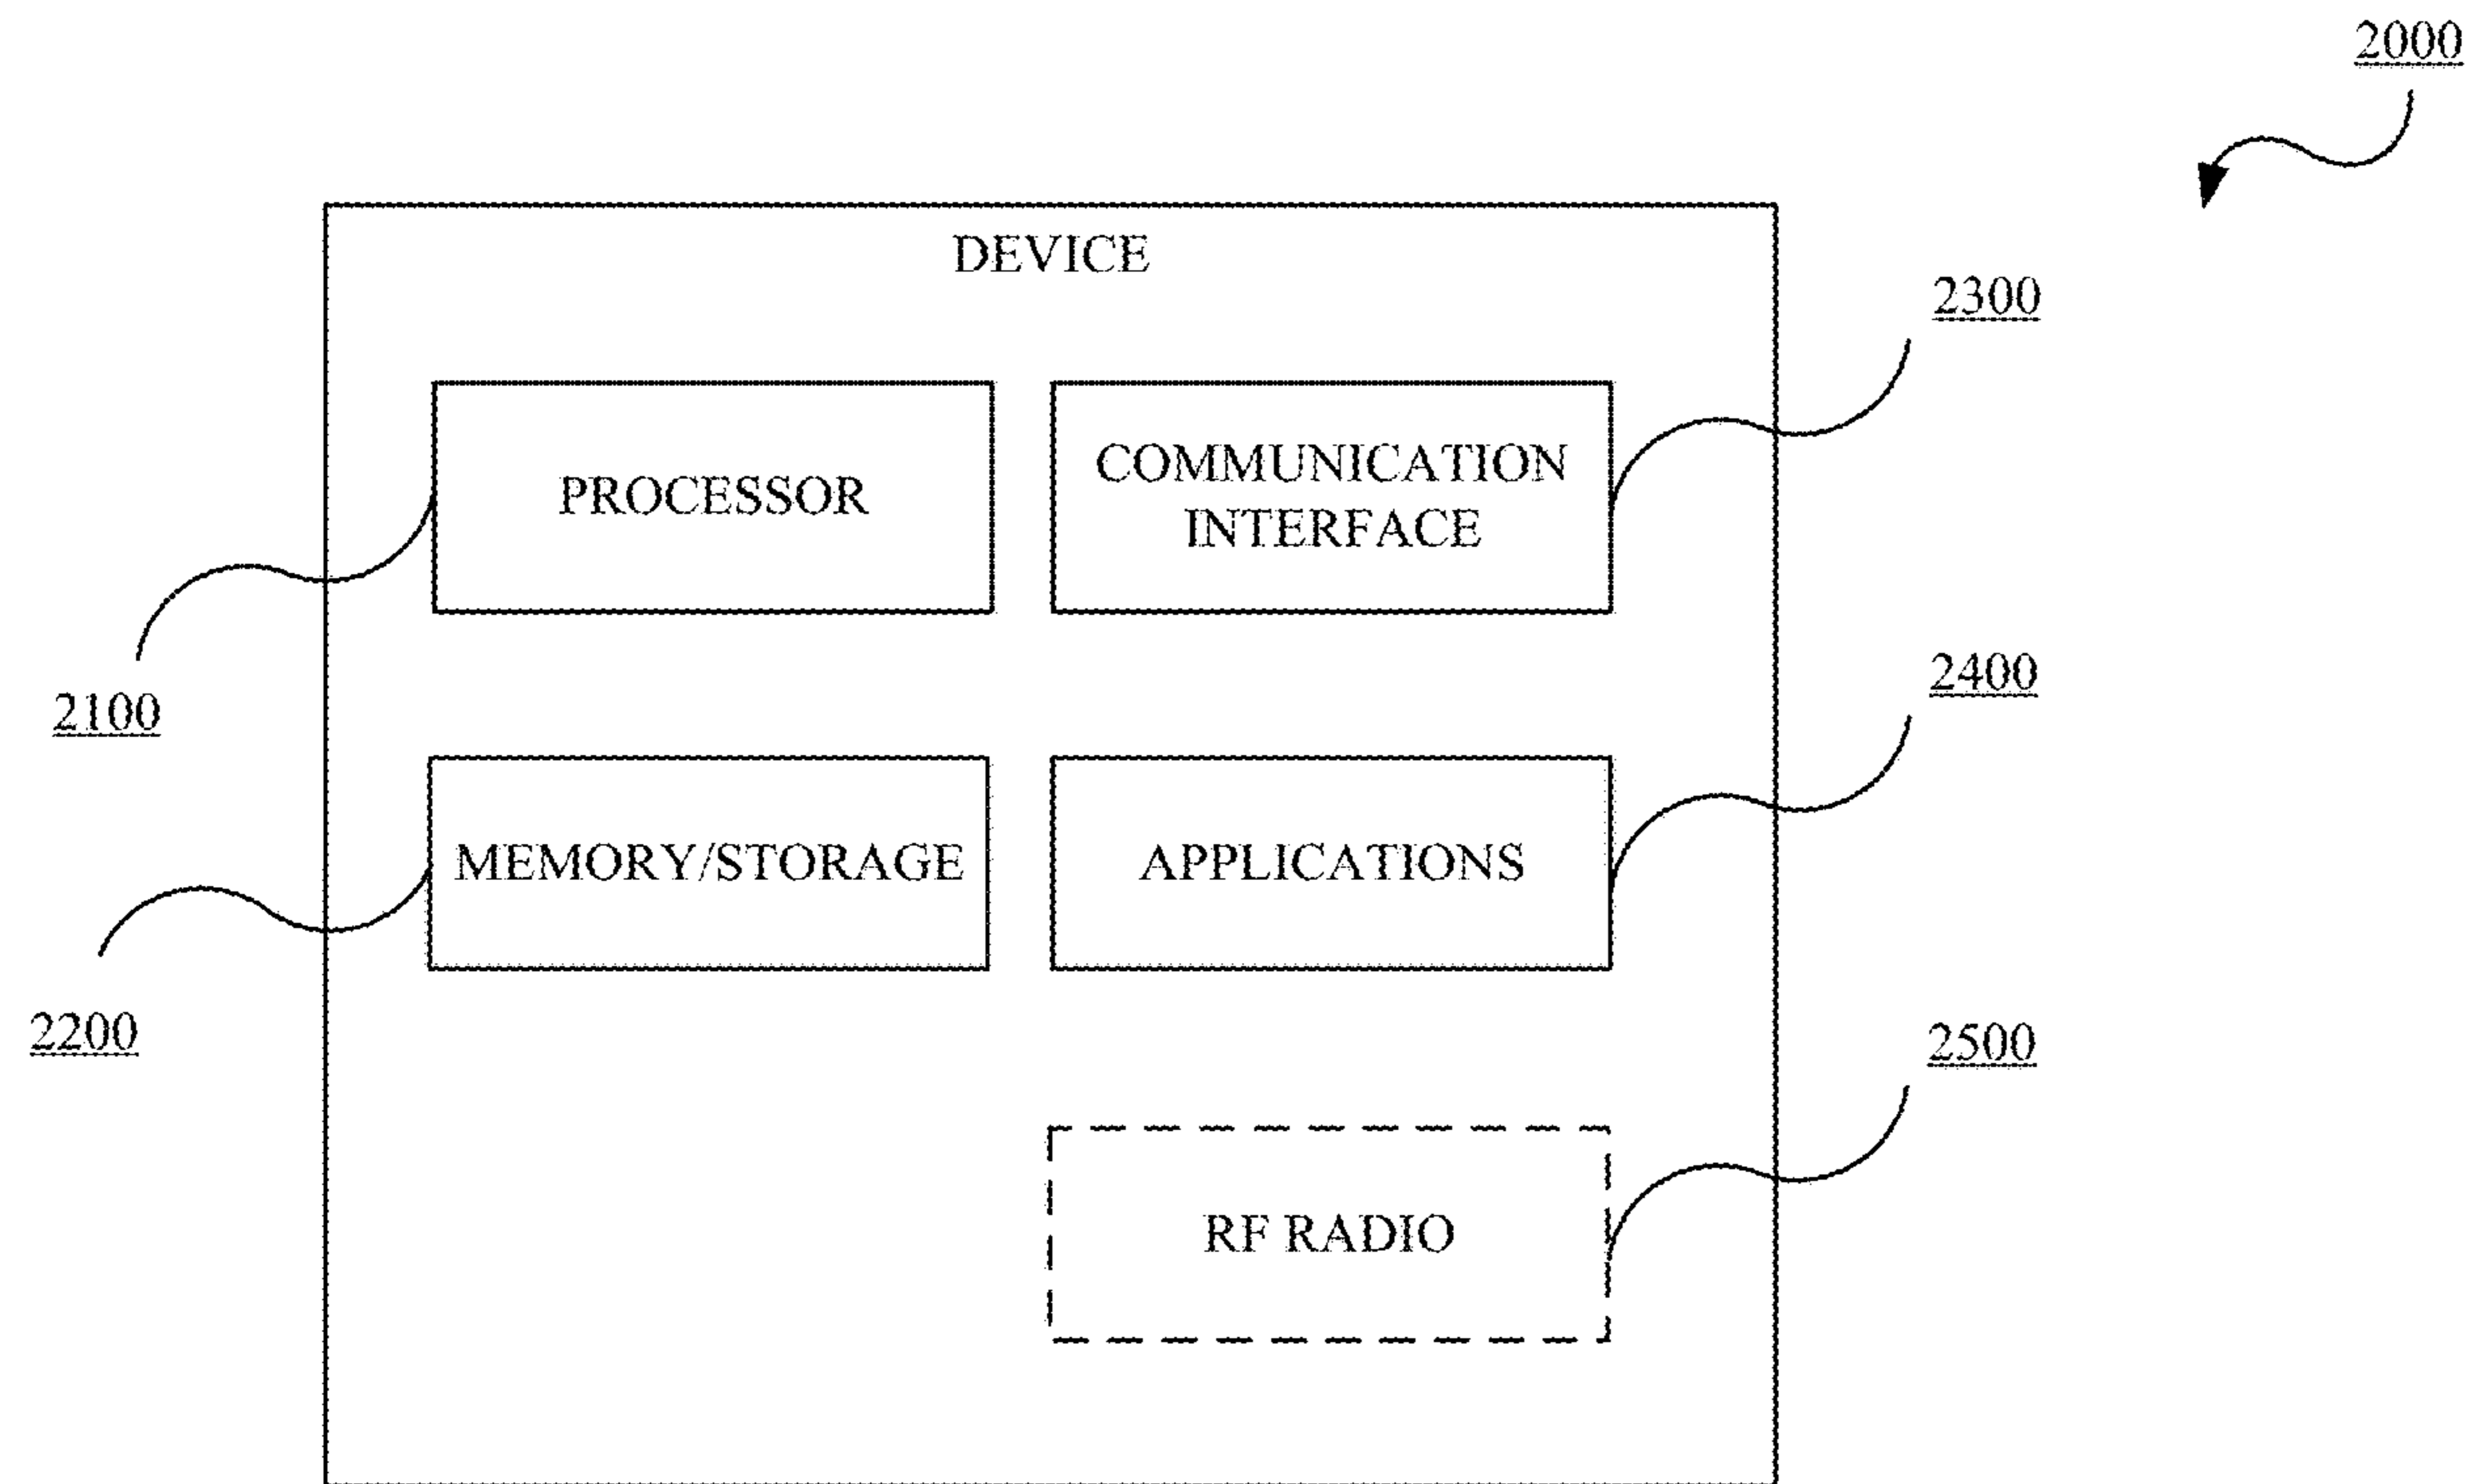 2000
DEVICE
2300
COMMUNICATION
INTERFACE
PROCESSOR
2100
2400
MEMORY/STORAGE
APPLICATIONS
2200
2500
RF RADIO